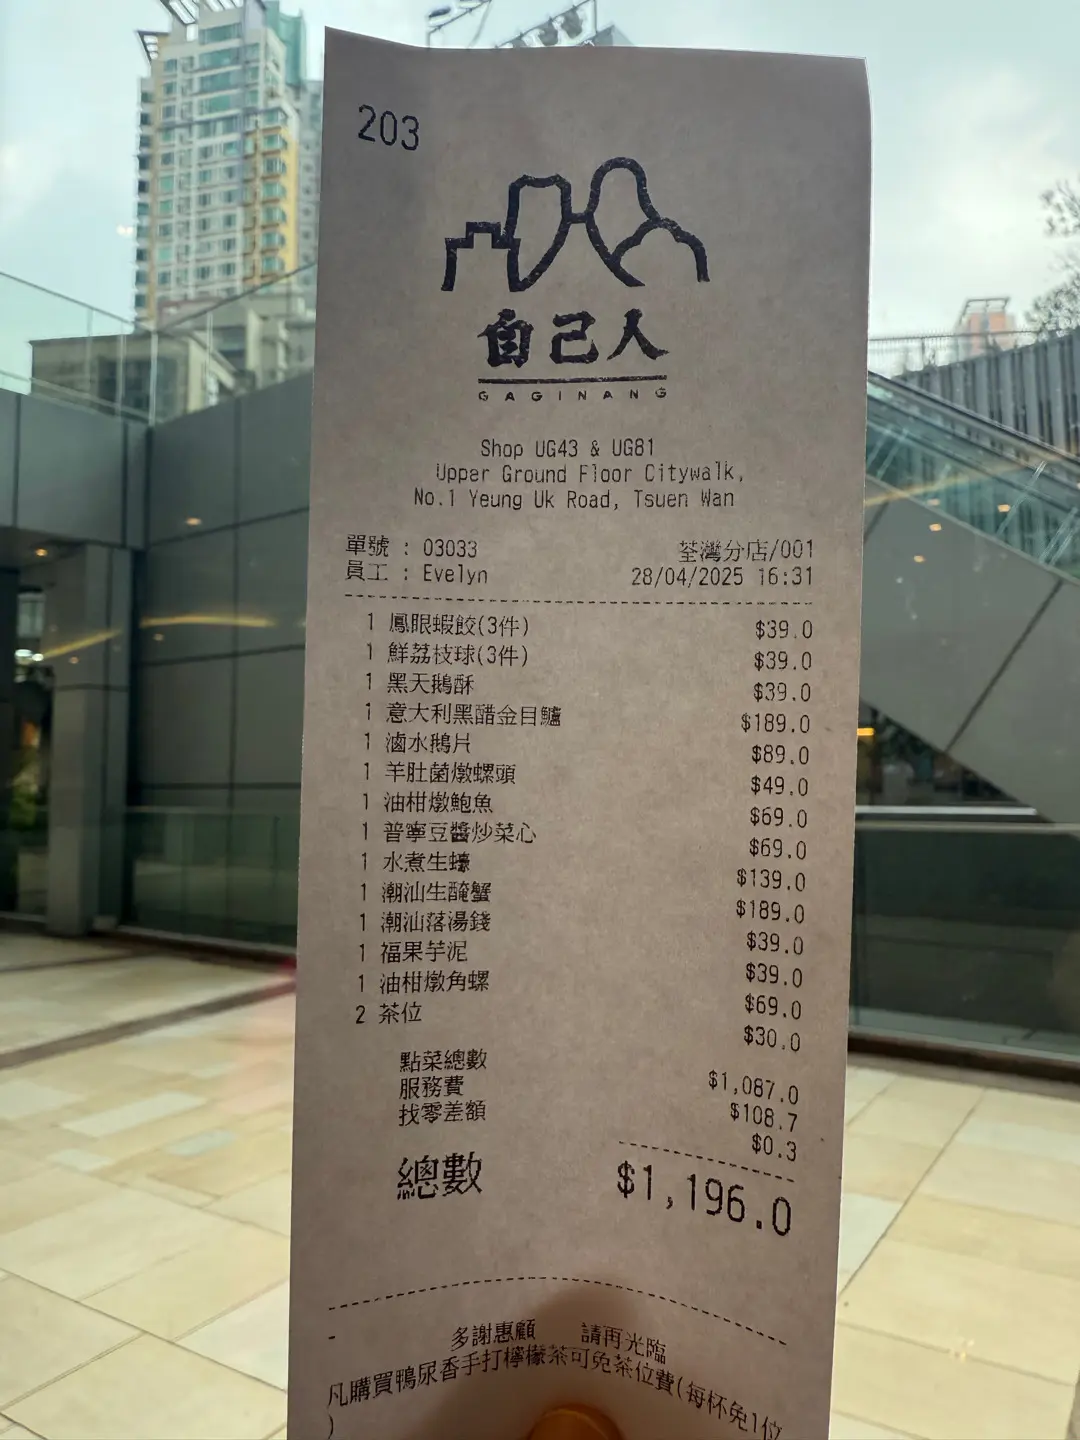 203
自己人
GAGINANG
Shop UG43 & UG81
Upper Ground Floor Citywalk,
No.1 Yeung Uk Road, Tsuen Wan
單號 : 03033 荃灣分店/001
員工 : Evelyn 28/04/2025 16:31
1 鳳眼蝦餃(3件) $39.0
1 鮮荔枝球(3件) $39.0
1 黑天鵝酥 $39.0
1 意大利黑醋金目鱸 $189.0
1 滷水鵝片 $89.0
1 羊肚菌燉螺頭 $49.0
1 油柑燉鮑魚 $69.0
1 普寧豆醬炒菜心 $69.0
1 水煮生蠔 $139.0
1 潮汕生醃蟹 $189.0
1 潮汕落湯錢 $39.0
1 福果芋泥 $39.0
1 油柑燉角螺 $69.0
2 茶位 $30.0
點菜總數 $1,087.0
服務費 $108.7
找零差額 $0.3
總數 $1,196.0
-
多謝惠顧 請再光臨
凡購買鴨尿香手打檸檬茶可免茶位費(每杯免1位
)